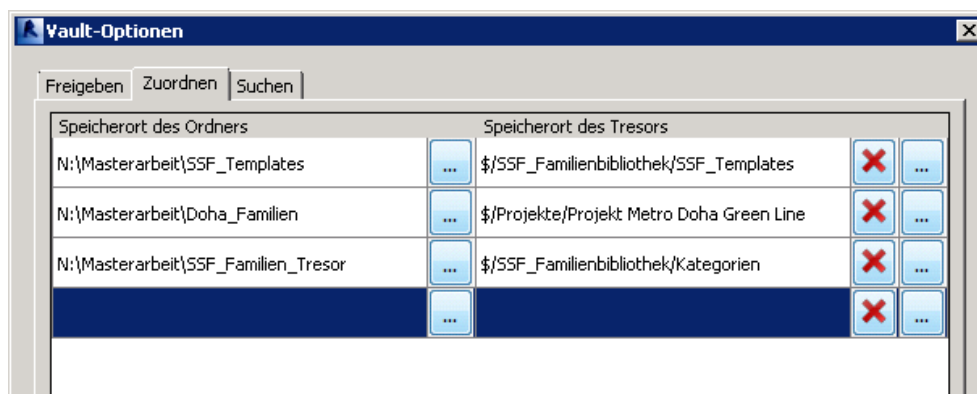 Vault-Optionen
Freigeben Zuordnen Suchen
Speicherort des Ordners Speicherort des Tresors
N:\Masterarbeit\SSF_Templates ... $/SSF_Familienbibliothek/SSF_Templates ...
N:\Masterarbeit\Doha_Familien ... $/Projekte/Projekt Metro Doha Green Line ...
N:\Masterarbeit\SSF_Familien_Tresor ... $/SSF_Familienbibliothek/Kategorien ...
... ...